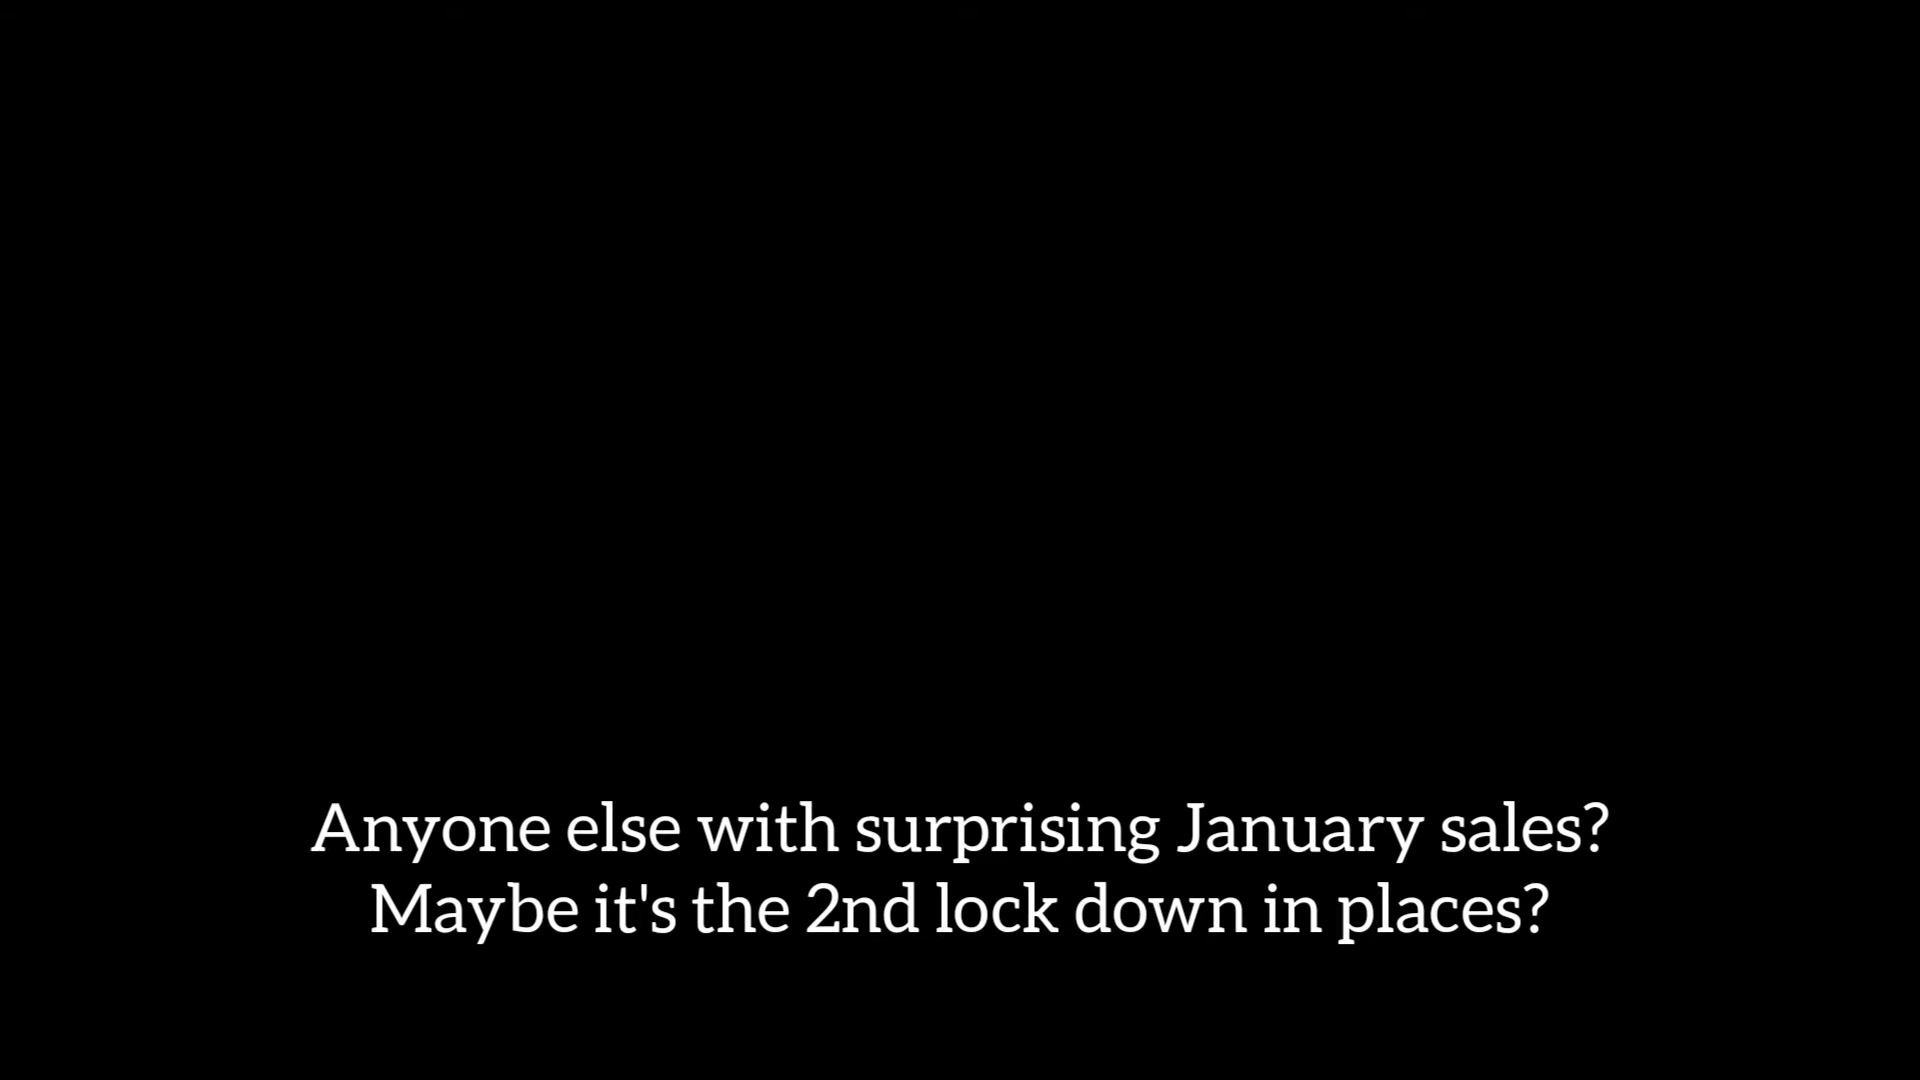 Anyone else with surprising January sales?
Maybe it's the 2nd lock down in places?